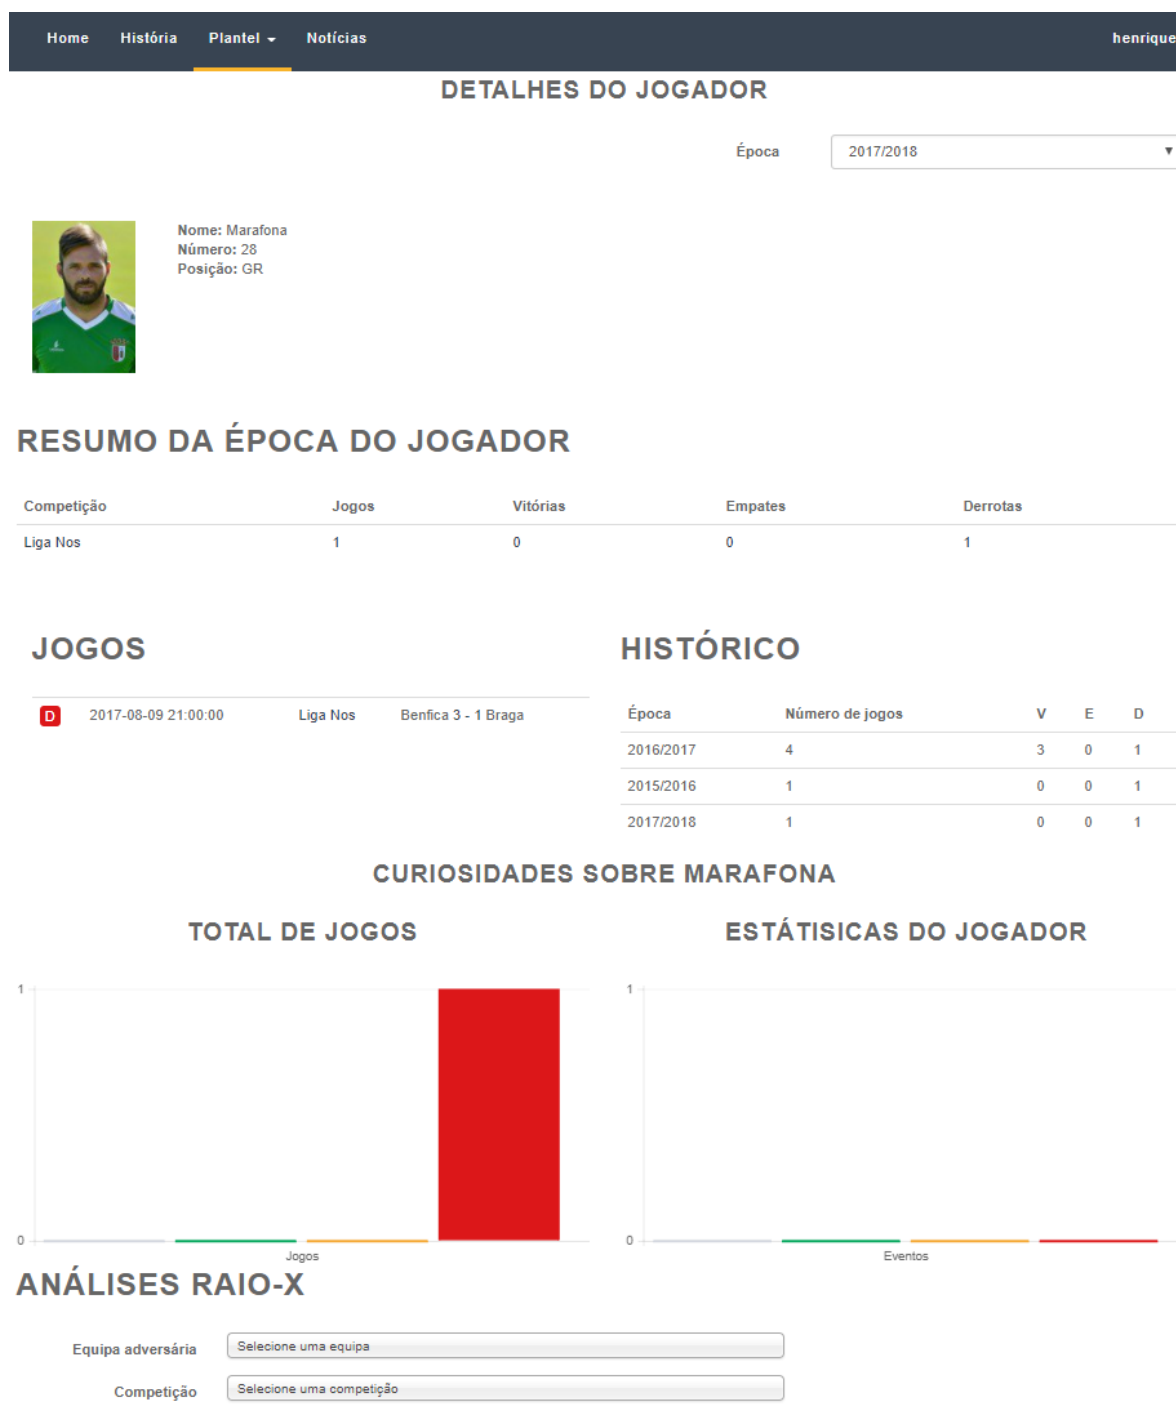 Home História Plantel Notícias henrique
DETALHES DO JOGADOR
Época 2017/2018
Nome: Marafona
Número: 28
Posição: GR
RESUMO DA ÉPOCA DO JOGADOR
Competição Jogos Vitórias Empates Derrotas
Liga Nos 1 0 0 1
JOGOS
D 2017-08-09 21:00:00 Liga Nos Benfica 3 - 1 Braga
HISTÓRICO
Época Número de jogos V E D
2016/2017 4 3 0 1
2015/2016 1 0 0 1
2017/2018 1 0 0 1
CURIOSIDADES SOBRE MARAFONA
TOTAL DE JOGOS
1
0
Jogos
ESTÁTISICAS DO JOGADOR
1
0
Eventos
ANÁLISES RAIO-X
Equipa adversária Selecione uma equipa
Competição Selecione uma competição